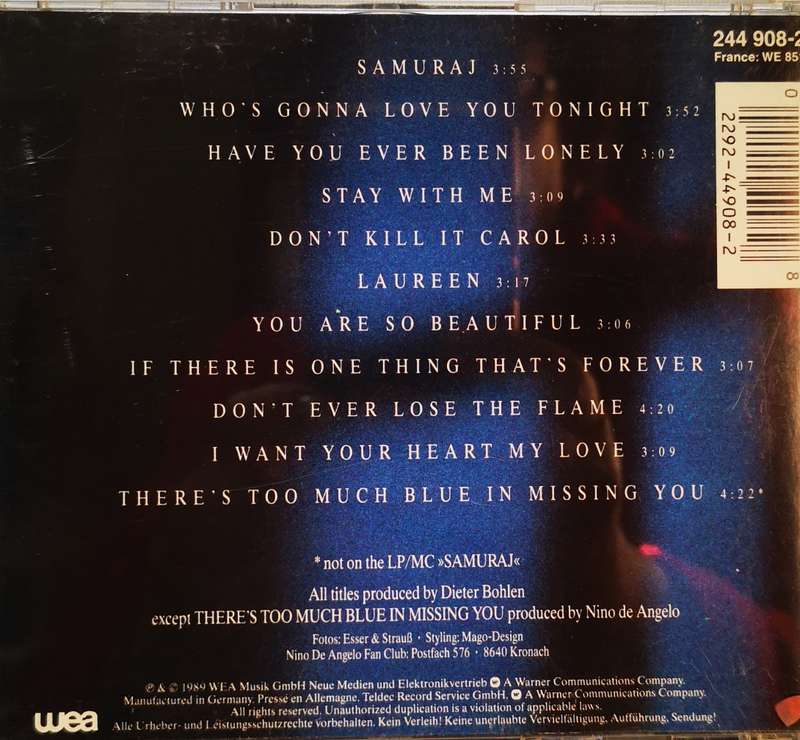 244 908-2
France: WE 851
SAMURAJ 3:55
WHO'S GONNA LOVE YOU TONIGHT 3:52
HAVE YOU EVER BEEN LONELY 3:02
STAY WITH ME 3:09
DON'T KILL IT CAROL 3:33
LAUREEN 3:17
YOU ARE SO BEAUTIFUL 3:06
IF THERE IS ONE THING THAT'S FOREVER 3:07
DON'T EVER LOSE THE FLAME 4:20
I WANT YOUR HEART MY LOVE 3:09
THERE'S TOO MUCH BLUE IN MISSING YOU 4:22*
0 2292-44908-2 8
* not on the LP/MC »SAMURAJ«
All titles produced by Dieter Bohlen
except THERE'S TOO MUCH BLUE IN MISSING YOU produced by Nino de Angelo
Fotos: Esser & Strauß · Styling: Mago-Design
Nino De Angelo Fan Club: Postfach 576 · 8640 Kronach
℗ & © 1989 WEA Musik GmbH Neue Medien und Elektronikvertrieb A Warner Communications Company.
Manufactured in Germany. Pressé en Allemagne. Teldec Record Service GmbH. A Warner Communications Company.
All rights reserved. Unauthorized duplication is a violation of applicable laws.
Alle Urheber- und Leistungsschutzrechte vorbehalten. Kein Verleih! Keine unerlaubte Vervielfältigung, Aufführung, Sendung!
wea